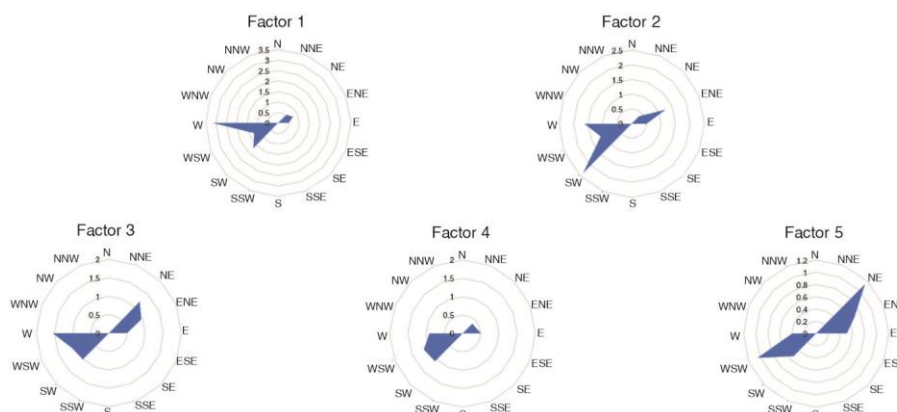 Factor 1
N
NNW NNE
NW NE
WNW ENE
W E
WSW ESE
SW SE
SSW SSE
S
3.5
3
2.5
2
1.5
1
0.5
0
Factor 2
N
NNW NNE
NW NE
WNW ENE
W E
WSW ESE
SW SE
SSW SSE
S
2.5
2
1.5
1
0.5
0
Factor 3
N
NNW NNE
NW NE
WNW ENE
W E
WSW ESE
SW SE
SSW SSE
2
1.5
1
0.5
0
Factor 4
N
NNW NNE
NW NE
WNW ENE
W E
WSW ESE
SW SE
SSW SSE
2
1.5
1
0.5
0
Factor 5
N
NNW NNE
NW NE
WNW ENE
W E
WSW ESE
SW SE
SSW SSE
1.2
1
0.8
0.6
0.4
0.2
0